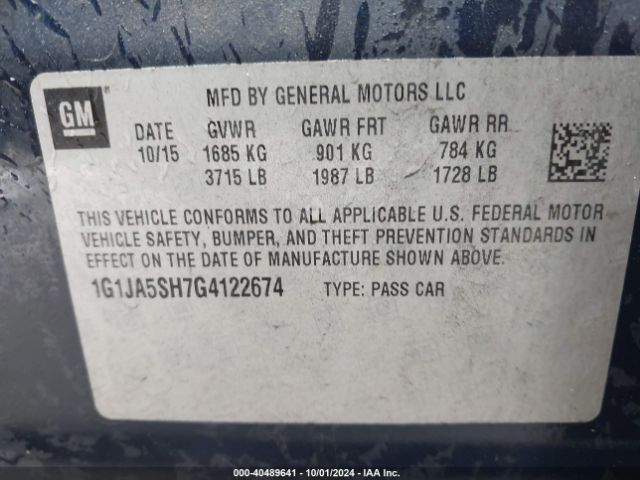 GM
MFD BY GENERAL MOTORS LLC
DATE GVWR GAWR FRT GAWR RR
10/15 1685 KG 901 KG 784 KG
3715 LB 1987 LB 1728 LB
THIS VEHICLE CONFORMS TO ALL APPLICABLE U.S. FEDERAL MOTOR
VEHICLE SAFETY, BUMPER, AND THEFT PREVENTION STANDARDS IN
EFFECT ON THE DATE OF MANUFACTURE SHOWN ABOVE.
1G1JA5SH7G4122674 TYPE: PASS CAR
000-40489641 - 10/01/2024 - IAA Inc.